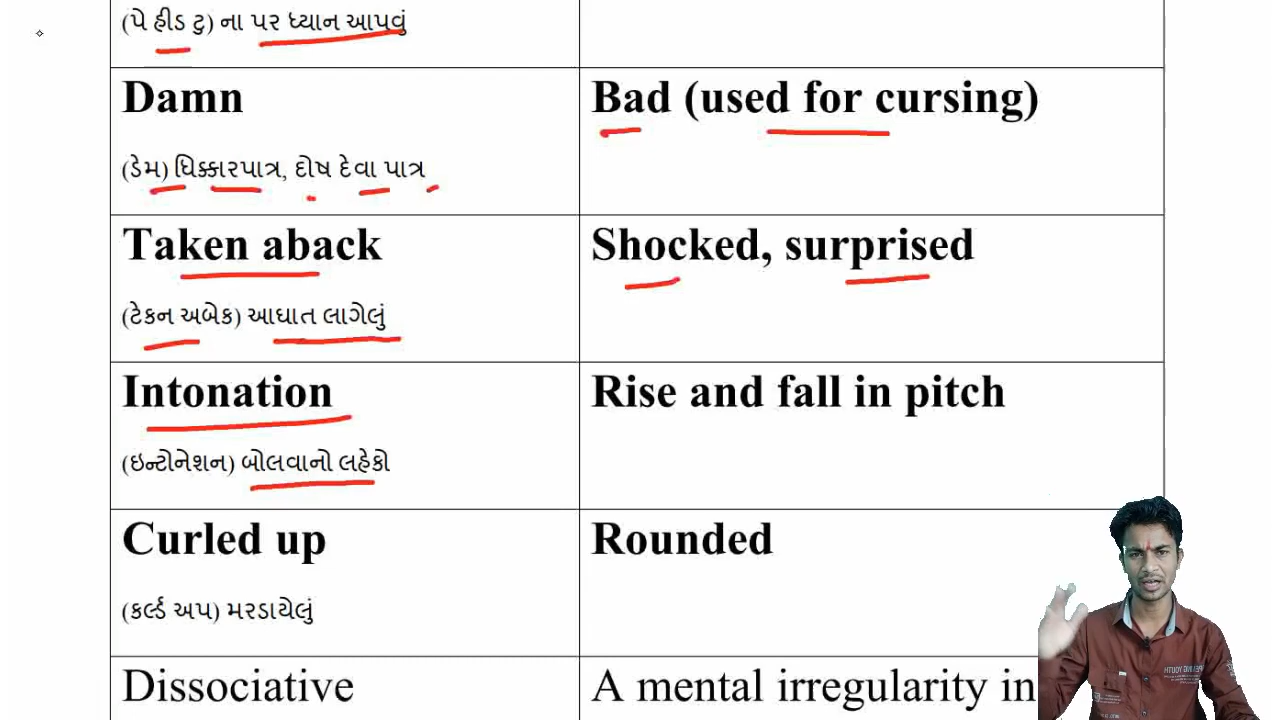 (પે હીડ ટુ) ના પર ધ્યાન આપવું
Damn
Bad (used for cursing)
(ડેમ) ધિક્કારપાત્ર, દોષ દેવા પાત્ર
Taken aback
Shocked, surprised
(ટેકન અબેક) આઘાત લાગેલું
Intonation
Rise and fall in pitch
(ઇન્ટોનેશન) બોલવાનો લહેકો
Curled up
Rounded
(કર્લ્ડ અપ) મરડાયેલું
Dissociative
A mental irregularity in